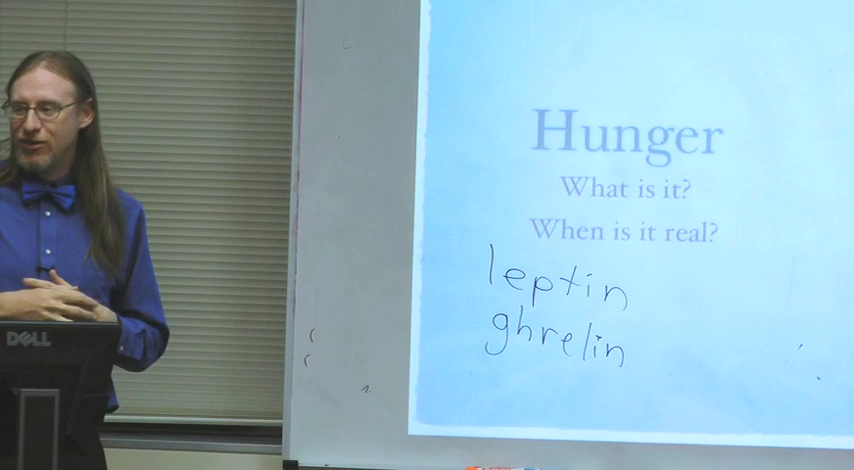 Hunger
What is it?
When is it real?
leptin
ghrelin
DELL